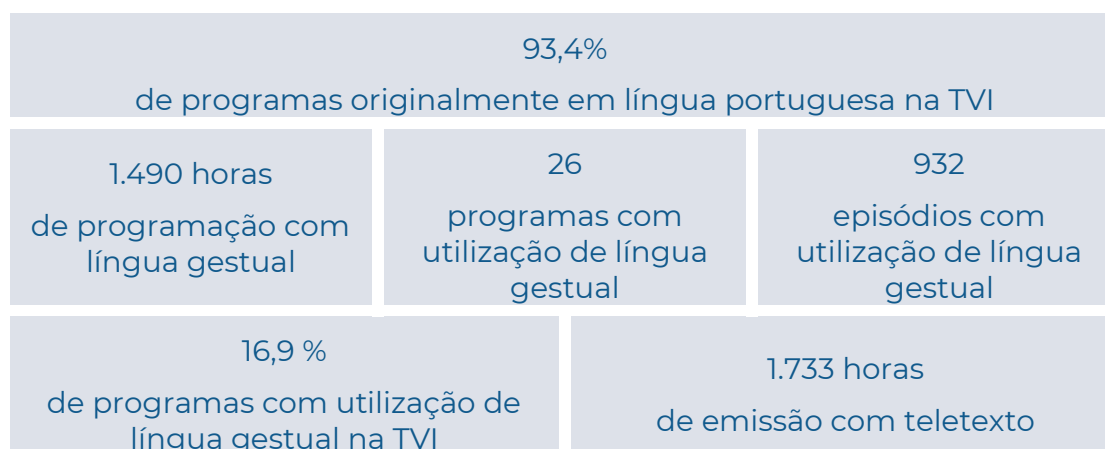 93,4%
de programas originalmente em língua portuguesa na TVI
1.490 horas
de programação com
língua gestual
26
programas com
utilização de língua
gestual
932
episódios com
utilização de língua
gestual
16,9 %
de programas com utilização de
língua gestual na TVI
1.733 horas
de emissão com teletexto